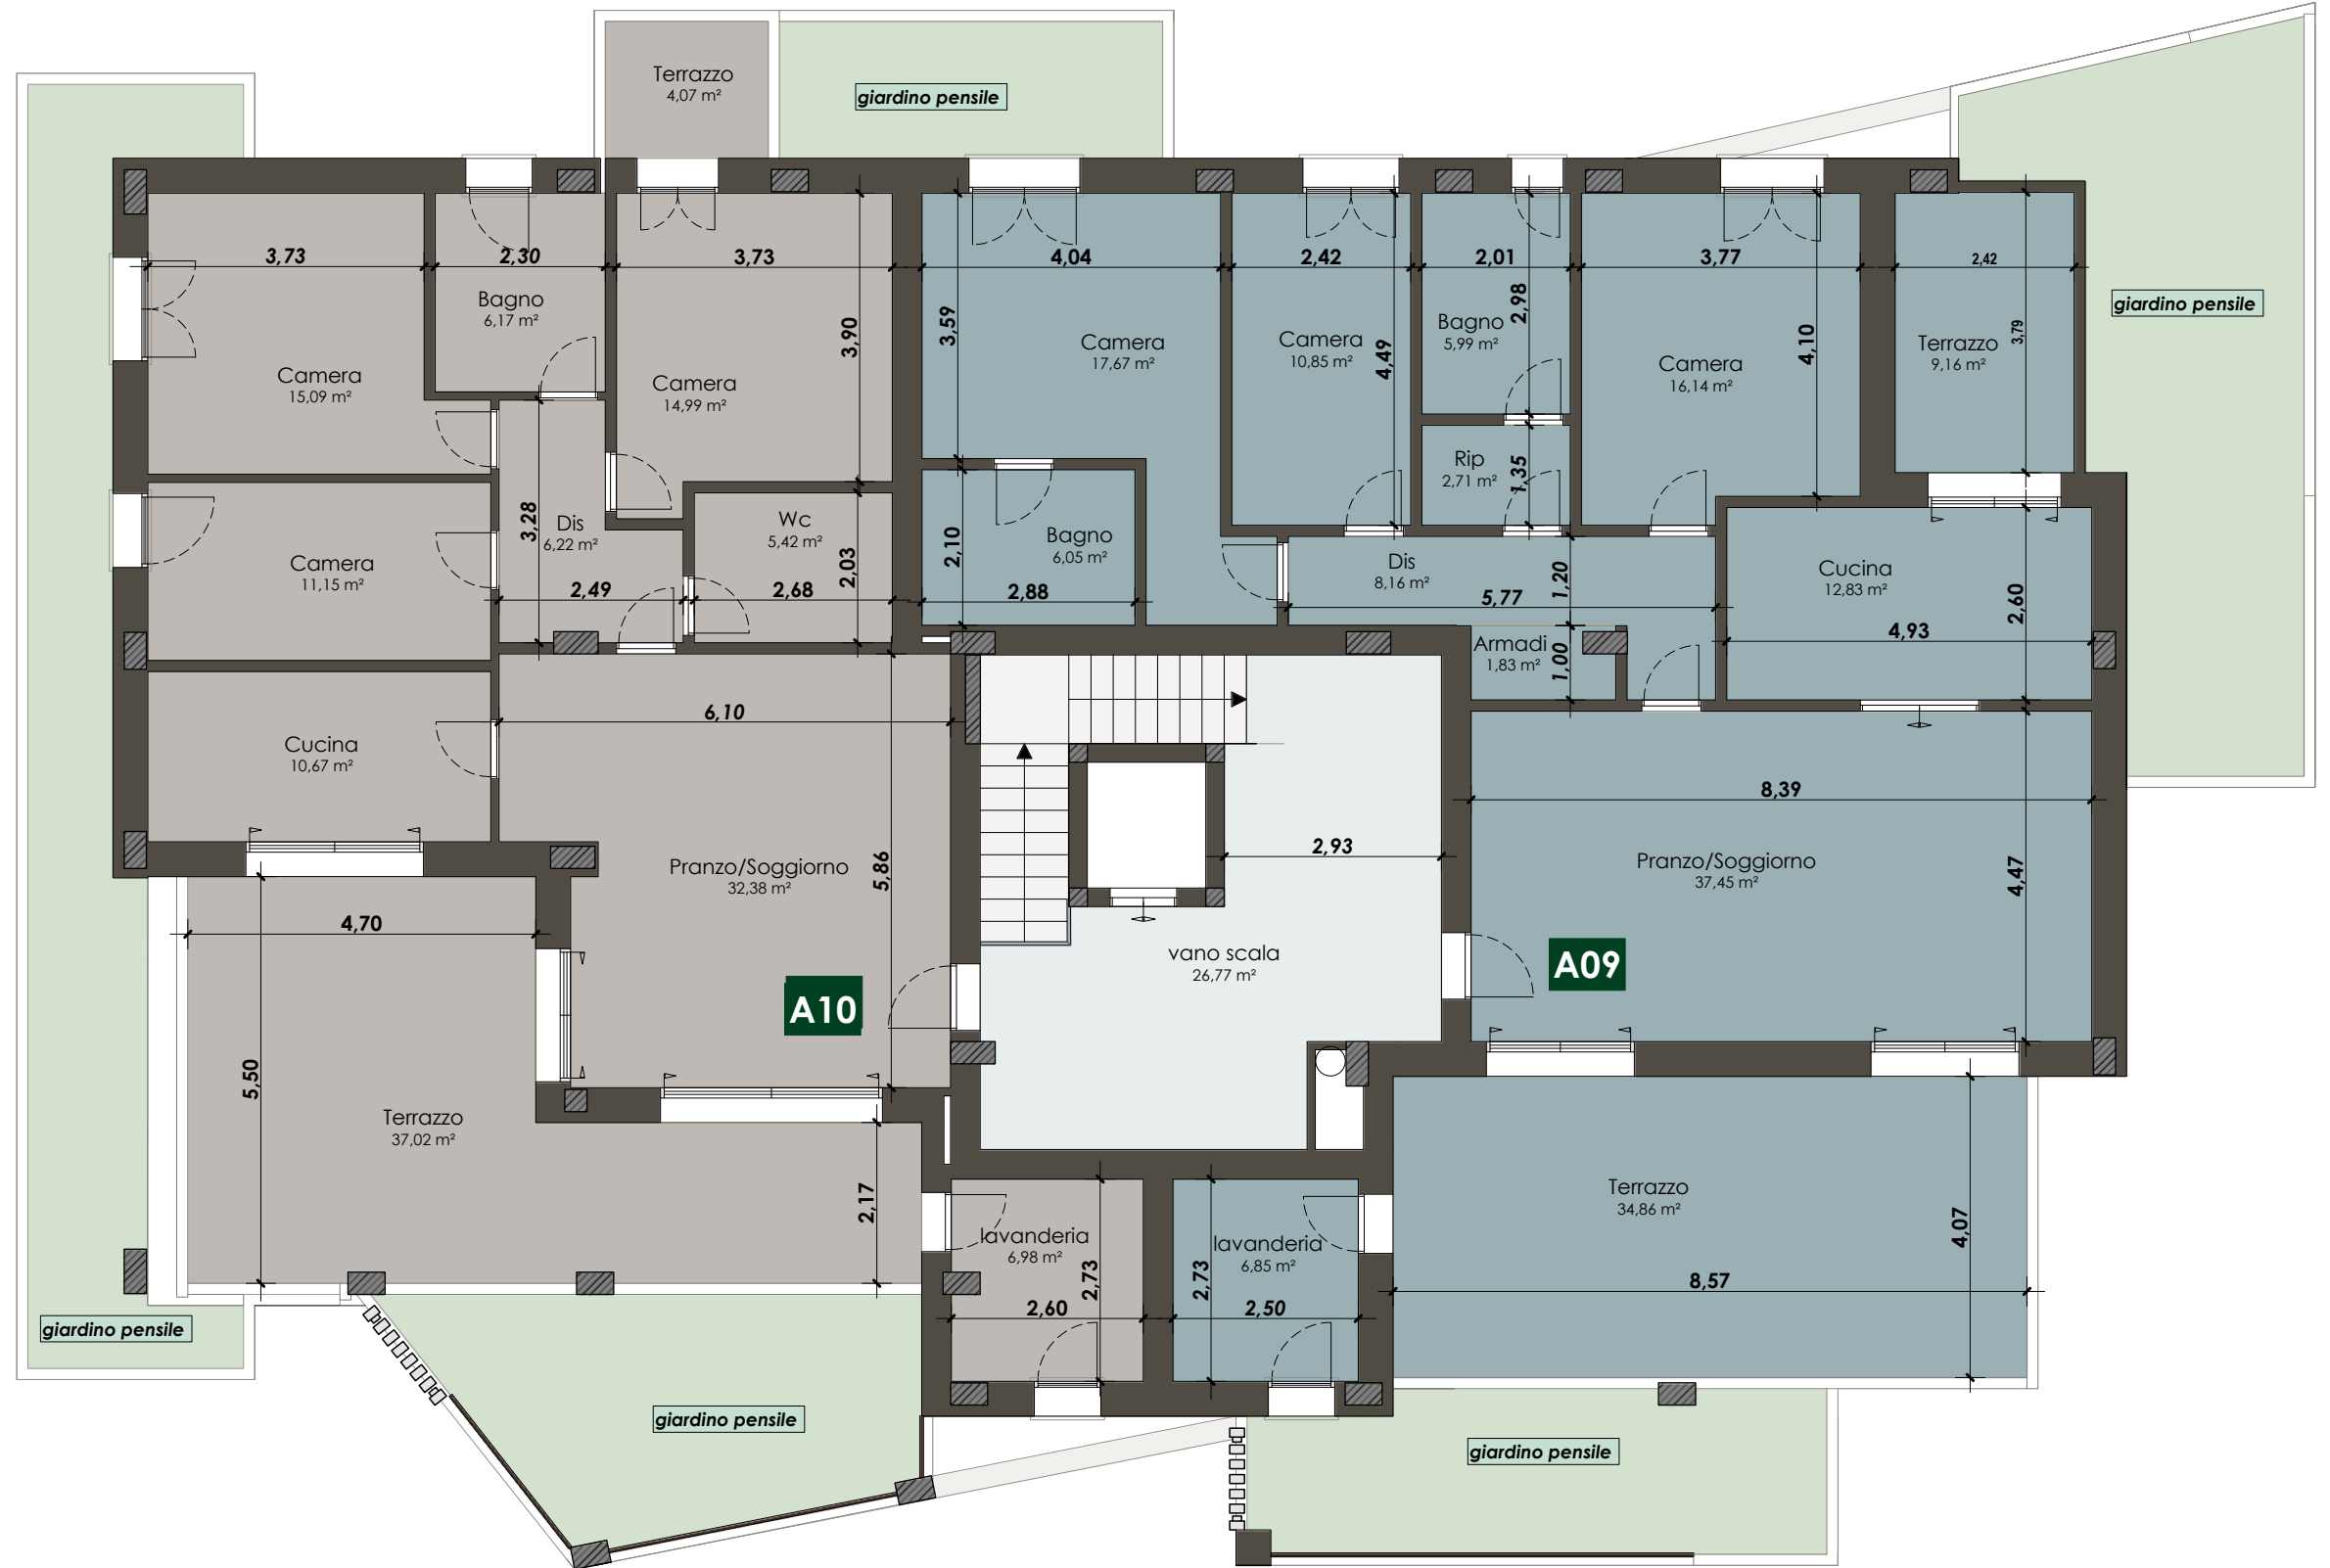 Terrazzo
4,07 m²
giardino pensile
3,73
2,30
3,73
4,04
2,42
2,01
3,77
2,42
Bagno
6,17 m²
3,90
3,59
Camera
17,67 m²
Camera
10,85 m²
4,49
Bagno
5,99 m²
2,98
Camera
16,14 m²
4,10
Terrazzo
9,16 m²
3,79
giardino pensile
Camera
15,09 m²
Camera
14,99 m²
Rip
2,71 m²
1,35
3,28
Dis
6,22 m²
Wc
5,42 m²
2,03
2,10
Bagno
6,05 m²
Dis
8,16 m²
1,20
Cucina
12,83 m²
2,60
Camera
11,15 m²
2,49
2,68
2,88
5,77
4,93
Armadi
1,83 m²
1,00
6,10
Cucina
10,67 m²
8,39
2,93
Pranzo/Soggiorno
32,38 m²
5,86
Pranzo/Soggiorno
37,45 m²
4,47
4,70
vano scala
26,77 m²
A09
A10
5,50
Terrazzo
37,02 m²
2,17
Terrazzo
34,86 m²
4,07
lavanderia
6,98 m²
2,73
lavanderia
6,85 m²
2,73
8,57
2,60
2,50
giardino pensile
giardino pensile
giardino pensile